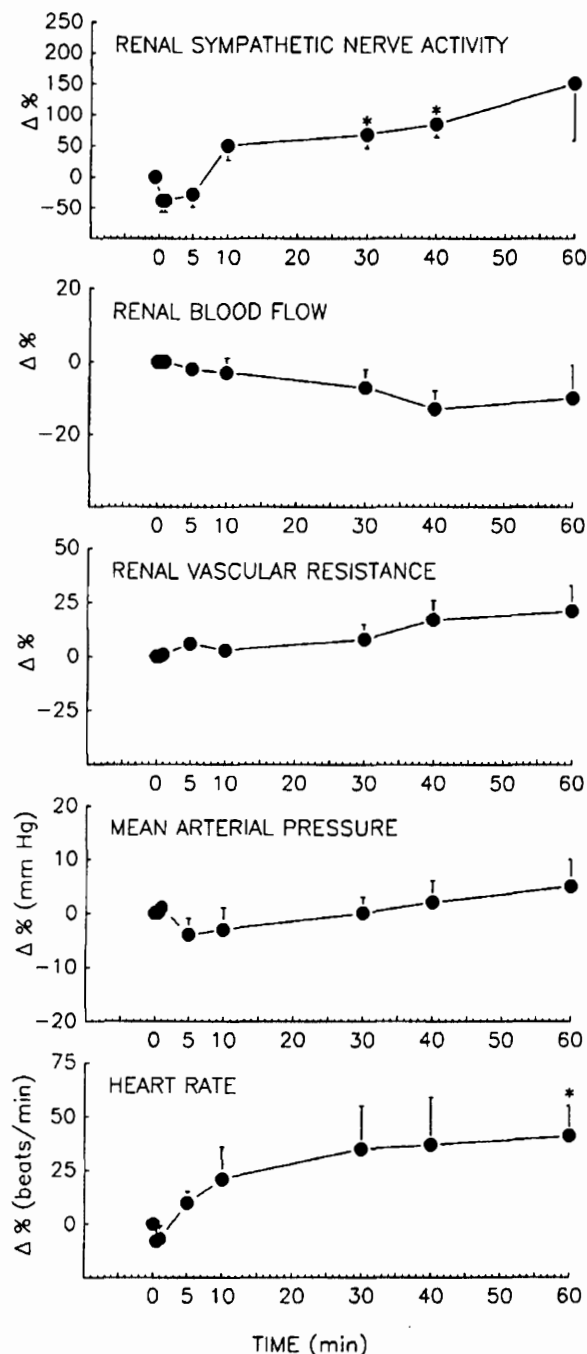 RENAL SYMPATHETIC NERVE ACTIVITY
Δ %
250
200
150
100
50
0
−50
* *
0 5 10 20 30 40 50 60
RENAL BLOOD FLOW
Δ %
20
0
−20
0 5 10 20 30 40 50 60
RENAL VASCULAR RESISTANCE
Δ %
50
25
0
−25
0 5 10 20 30 40 50 60
MEAN ARTERIAL PRESSURE
Δ % (mm Hg)
20
10
0
−10
−20
0 5 10 20 30 40 50 60
HEART RATE
Δ % (beats/min)
75
50
25
0
*
0 5 10 20 30 40 50 60
TIME (min)